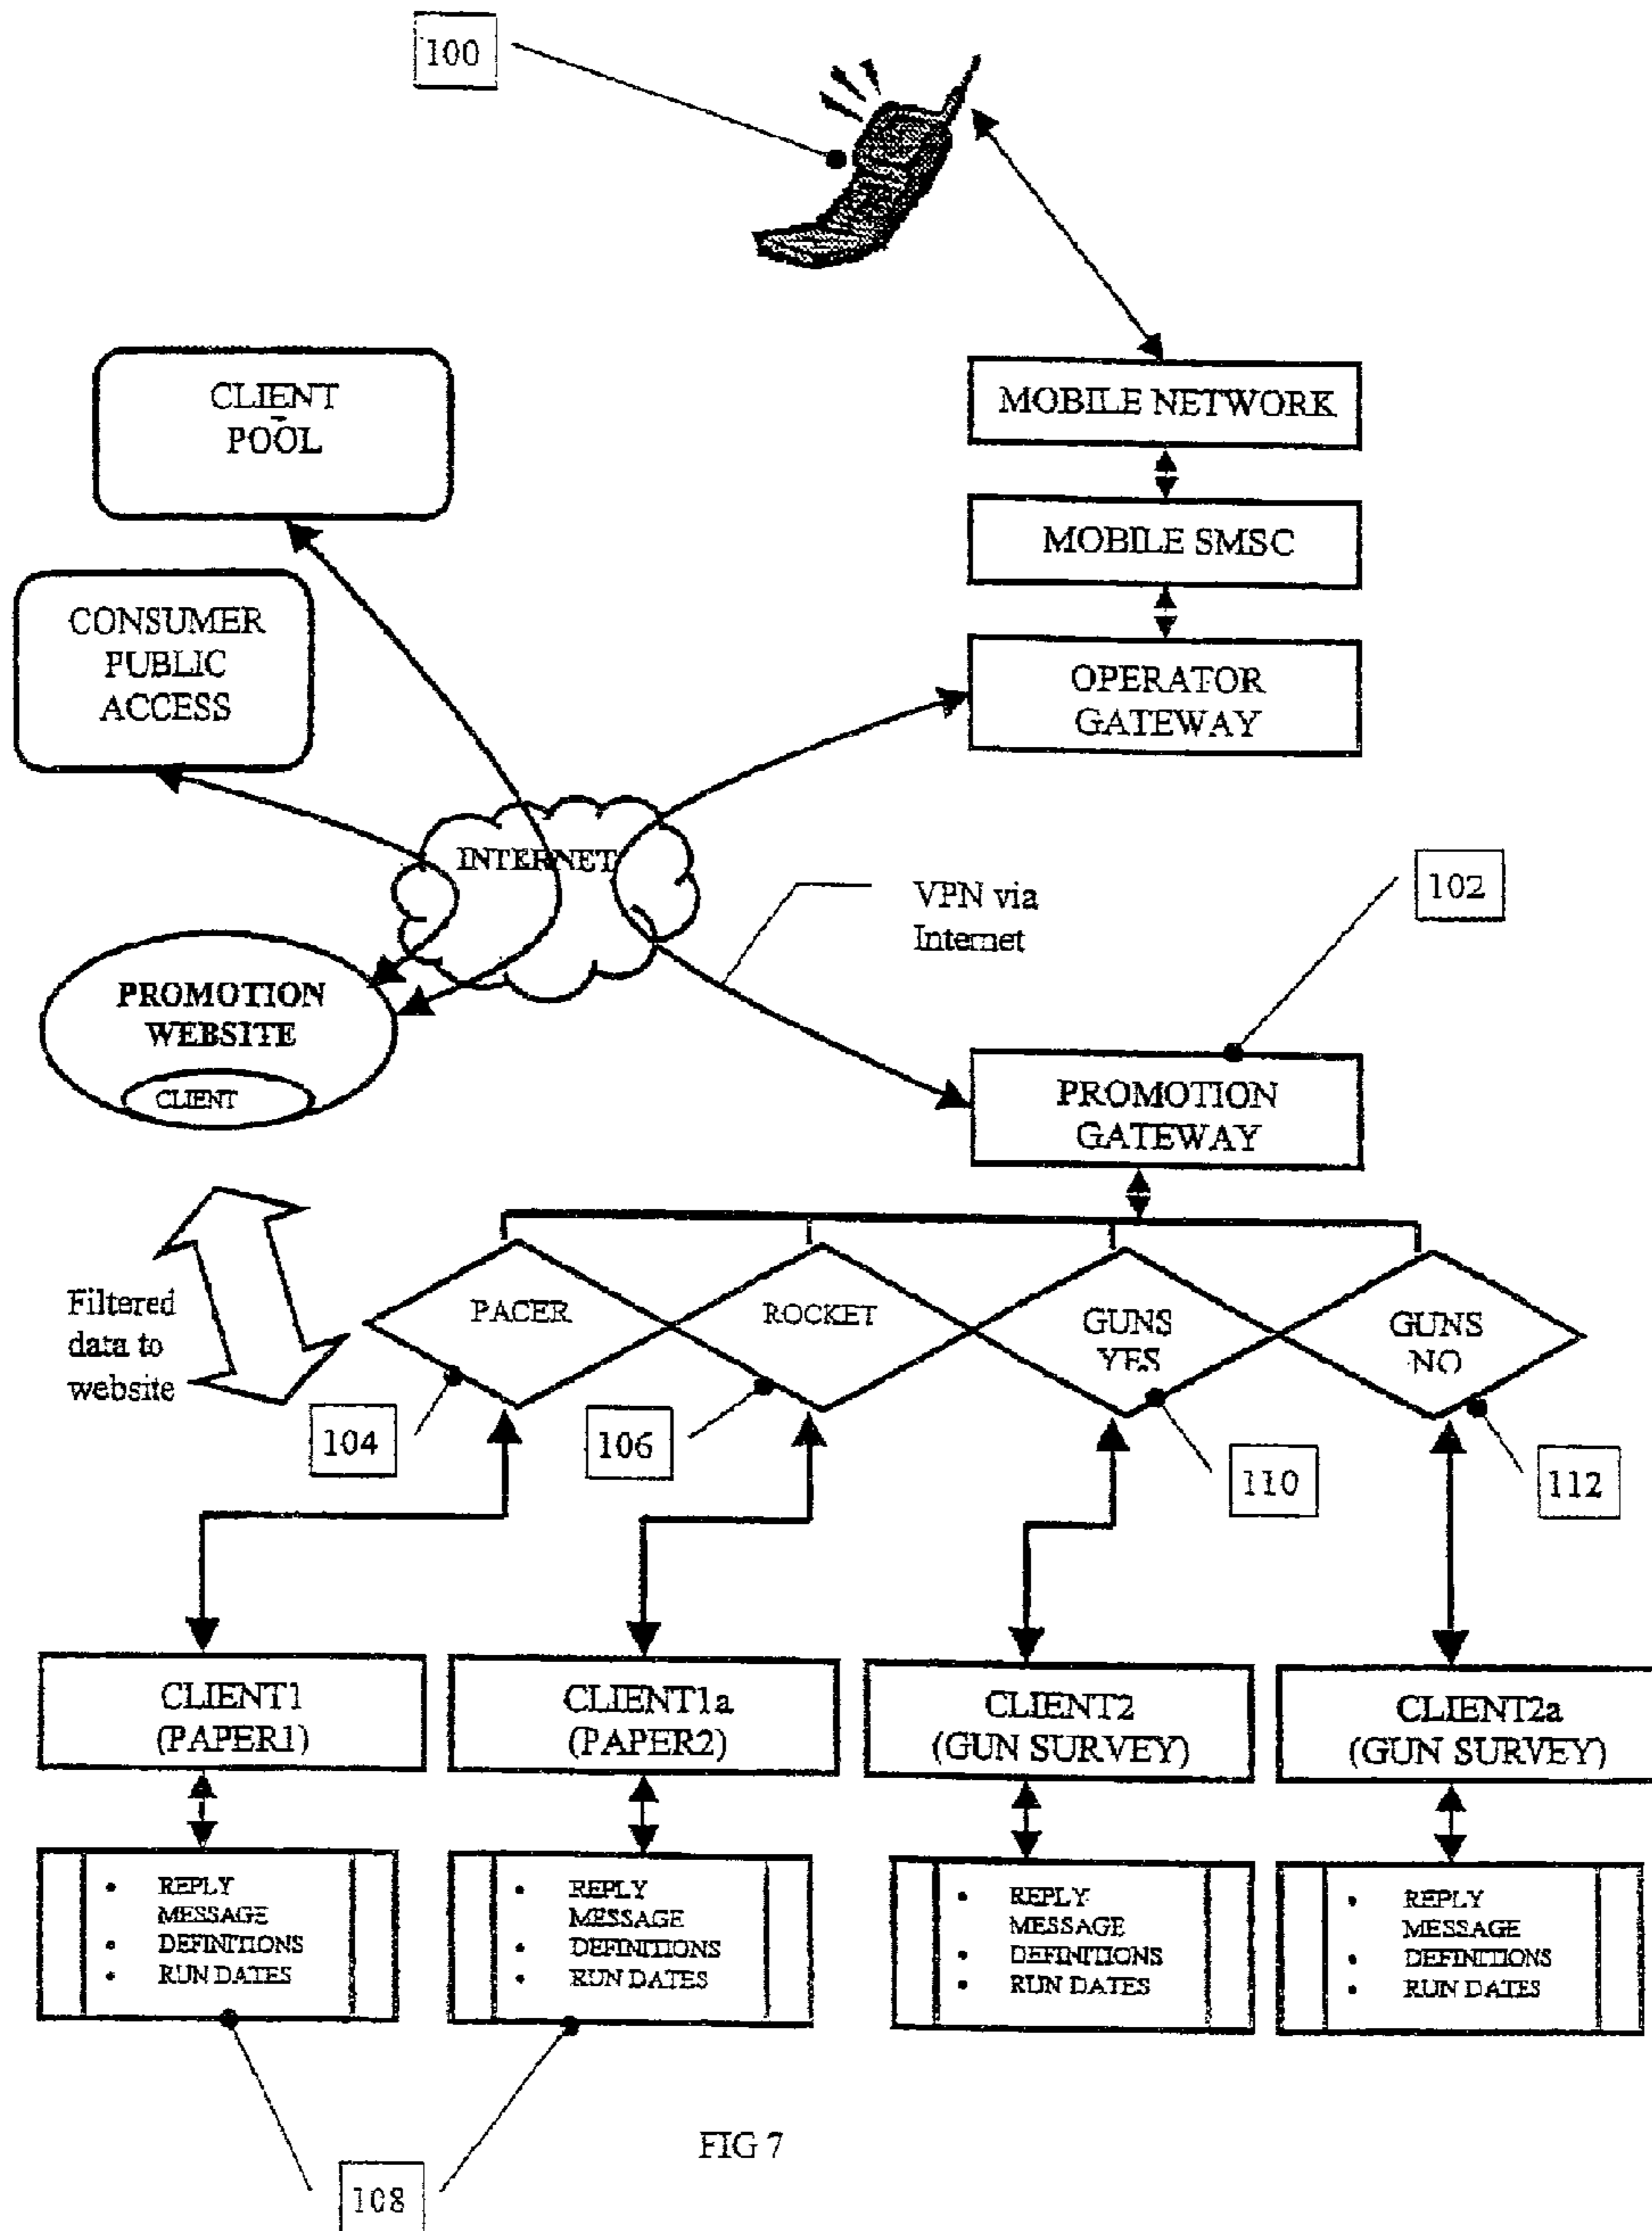 100
MOBILE NETWORK
CLIENT
POOL
MOBILE SMSC
CONSUMER
PUBLIC
ACCESS
OPERATOR
GATEWAY
INTERNET
VPN via
Internet
102
PROMOTION
WEBSITE
CLIENT
PROMOTION
GATEWAY
Filtered
data to
website
PACER
ROCKET
GUNS
YES
GUNS
NO
104
106
110
112
CLIENT1
(PAPER1)
CLIENT1a
(PAPER2)
CLIENT2
(GUN SURVEY)
CLIENT2a
(GUN SURVEY)
• REPLY
MESSAGE
• DEFINITIONS
• RUN DATES
• REPLY
MESSAGE
• DEFINITIONS
• RUN DATES
• REPLY
MESSAGE
• DEFINITIONS
• RUN DATES
• REPLY
MESSAGE
• DEFINITIONS
• RUN DATES
FIG 7
108